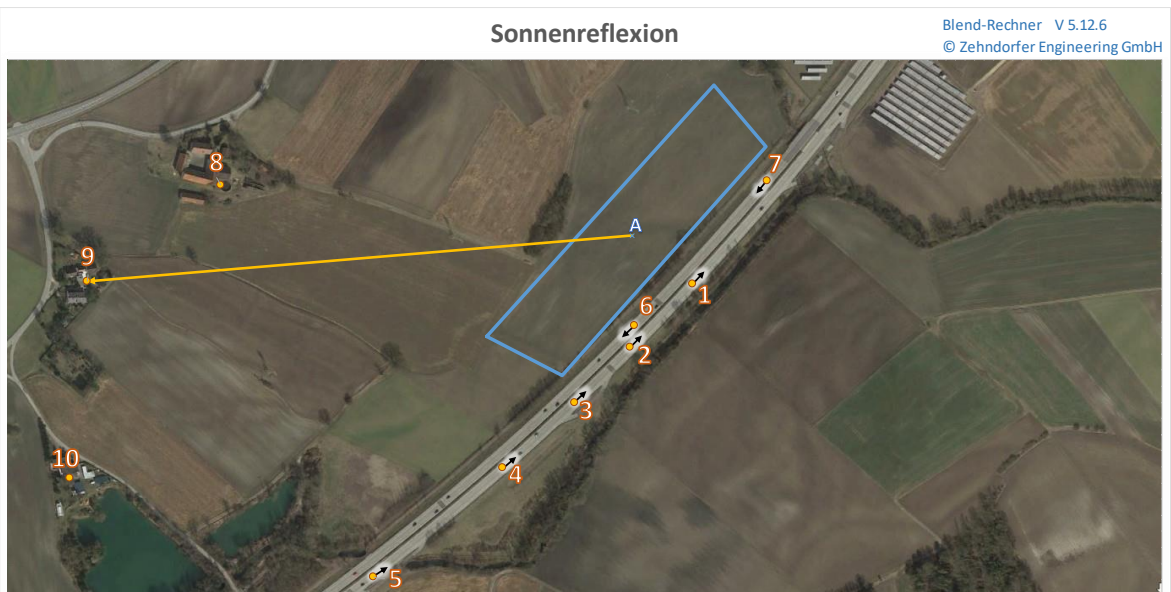 Sonnenreflexion
Blend-Rechner V 5.12.6
© Zehndorfer Engineering GmbH
7
8
A
9
1
6
2
3
10
4
5